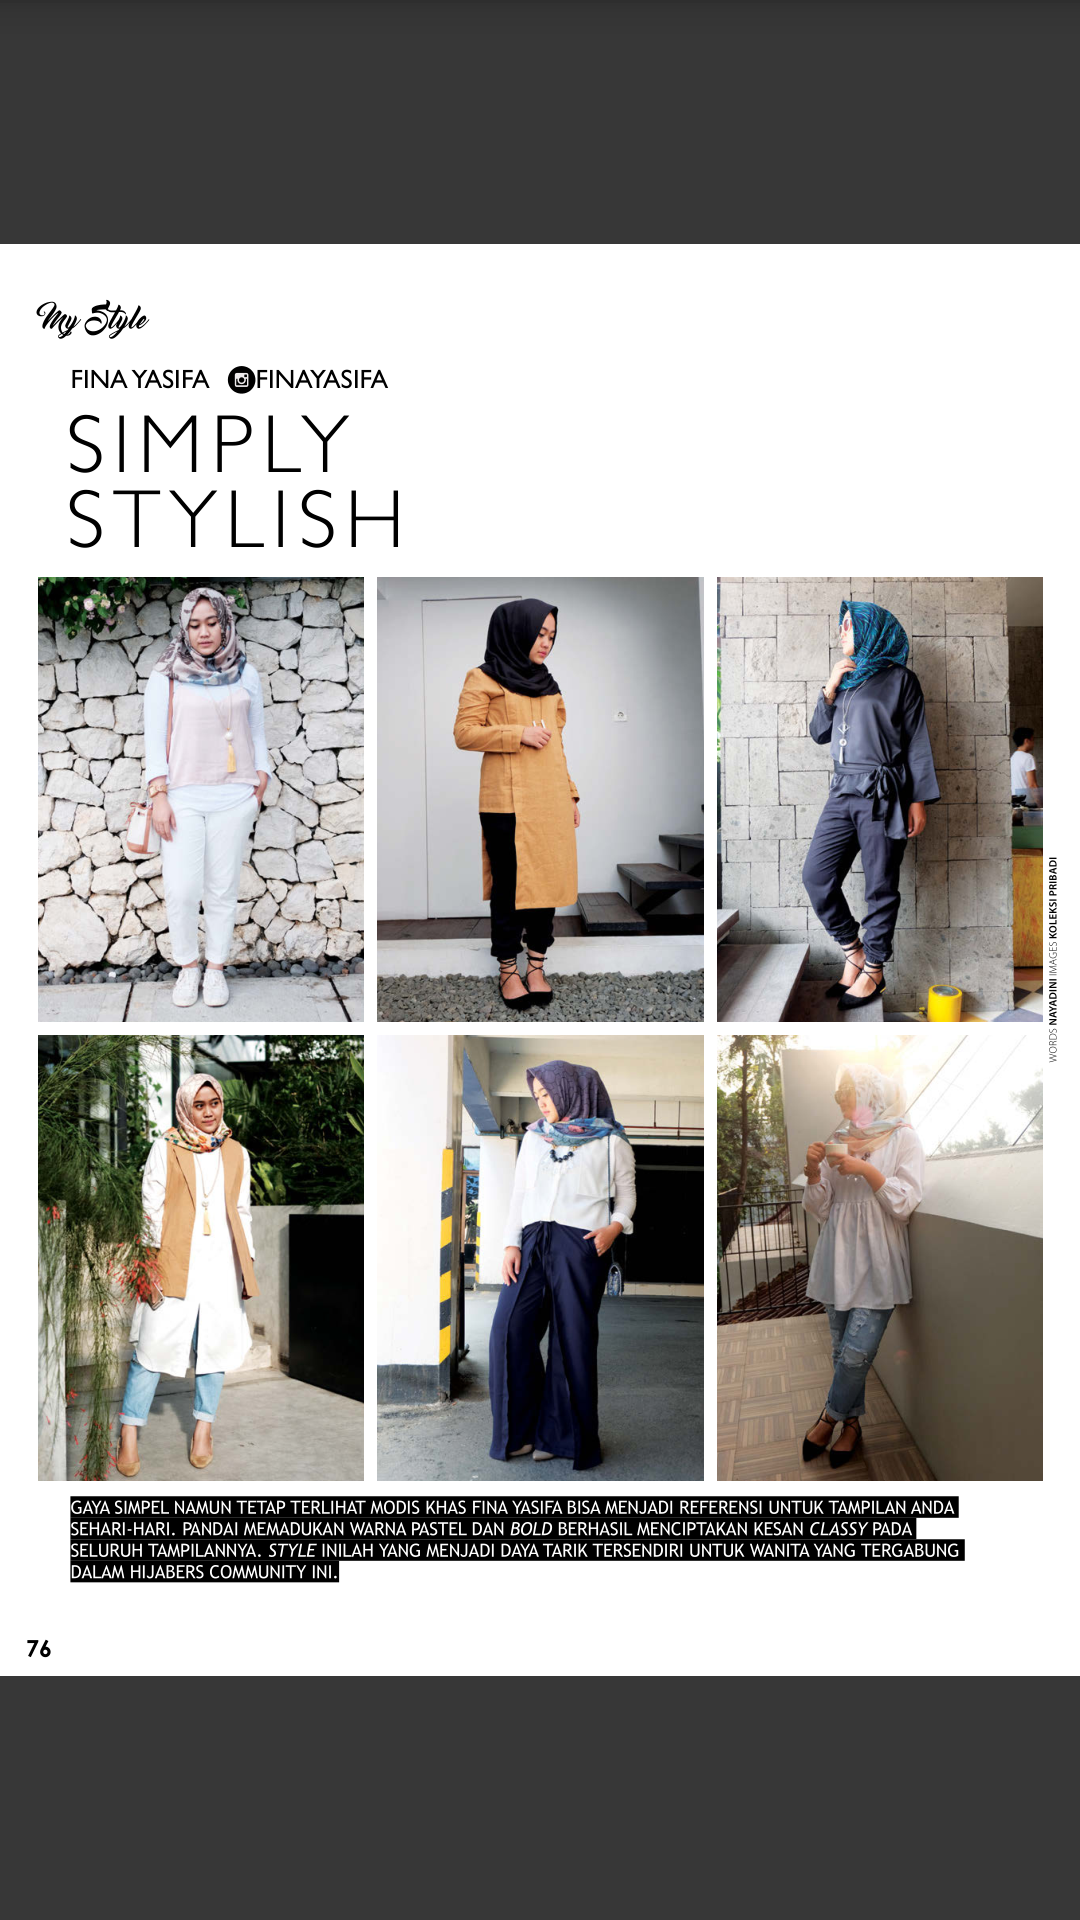 My Style
FINA YASIFA FINAYASIFA
SIMPLY
STYLISH
WORDS NAYADINI IMAGES KOLEKSI PRIBADI
GAYA SIMPEL NAMUN TETAP TERLIHAT MODIS KHAS FINA YASIFA BISA MENJADI REFERENSI UNTUK TAMPILAN ANDA
SEHARI-HARI. PANDAI MEMADUKAN WARNA PASTEL DAN BOLD BERHASIL MENCIPTAKAN KESAN CLASSY PADA
SELURUH TAMPILANNYA. STYLE INILAH YANG MENJADI DAYA TARIK TERSENDIRI UNTUK WANITA YANG TERGABUNG
DALAM HIJABERS COMMUNITY INI.
76